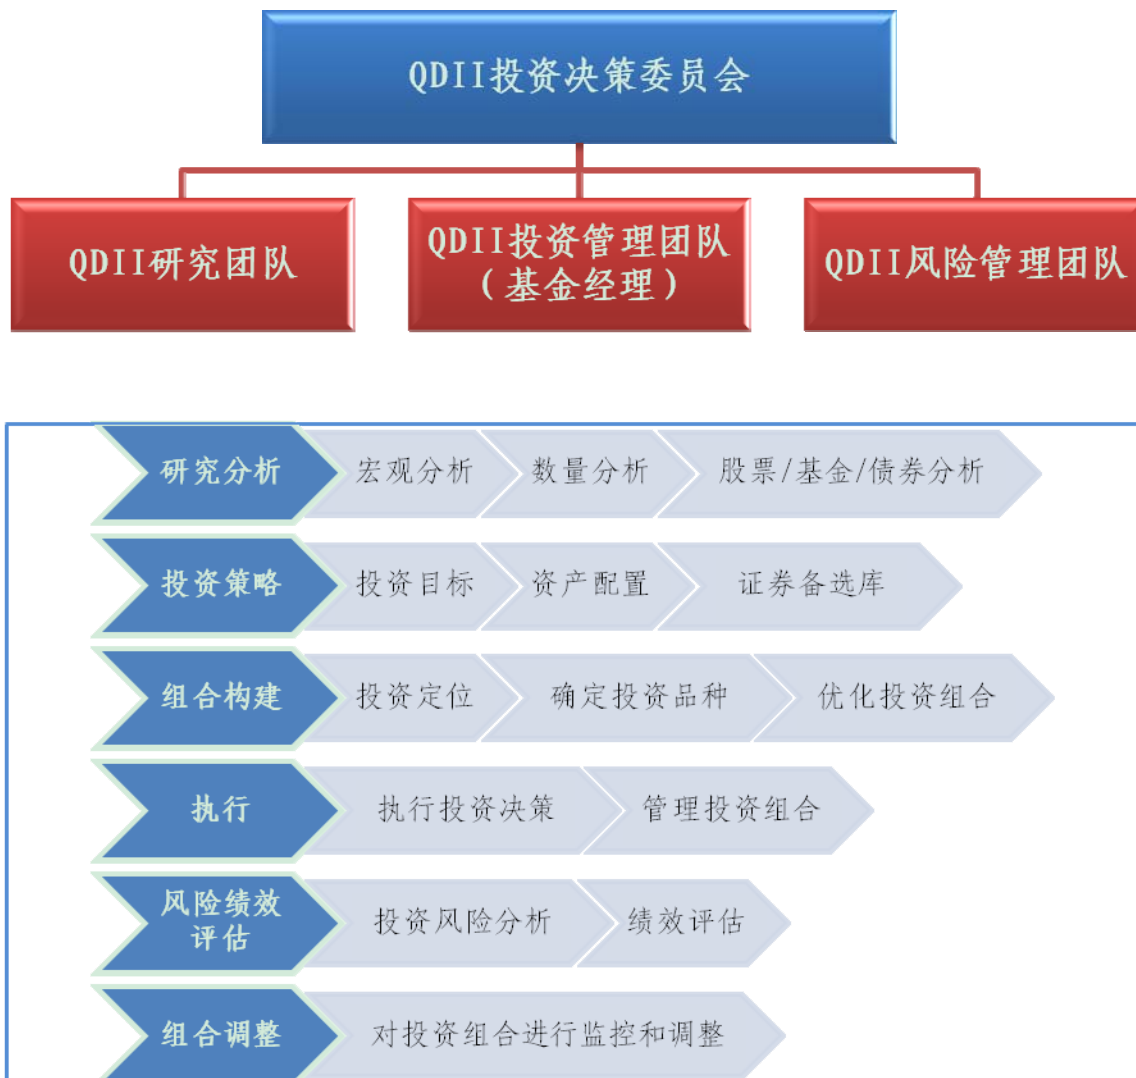 QDII投资决策委员会
QDII研究团队
QDII投资管理团队
（基金经理）
QDII风险管理团队
研究分析 宏观分析 数量分析 股票/基金/债券分析
投资策略 投资目标 资产配置 证券备选库
组合构建 投资定位 确定投资品种 优化投资组合
执行 执行投资决策 管理投资组合
风险绩效
评估 投资风险分析 绩效评估
组合调整 对投资组合进行监控和调整